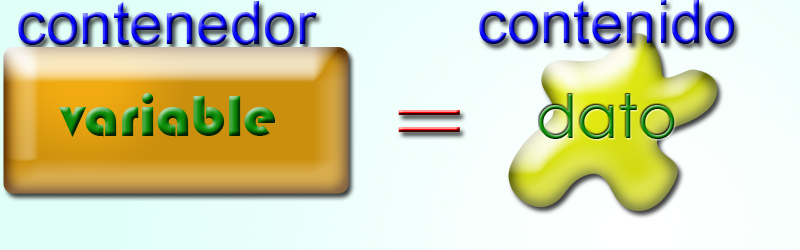 contenedor contenido
variable = dato